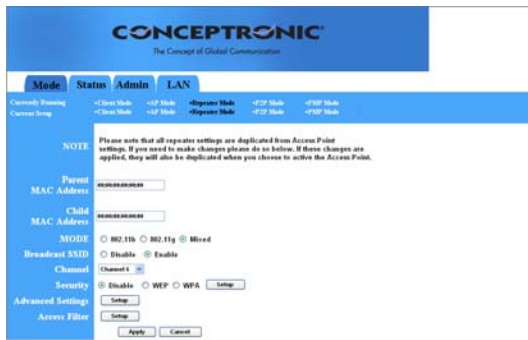 CONCEPTRONIC
The Concept of Global Communication
Mode Status Admin LAN
Currently Running •Client Mode •AP Mode •Repeater Mode •P2P Mode •PMP Mode
Current Setup •Client Mode •AP Mode •Repeater Mode •P2P Mode •PMP Mode
NOTE
Please note that all repeater settings are duplicated from Access Point
settings. If you need to make changes please do so below. If these changes are
applied, they will also be duplicated when you choose to active the Access Point.
Parent
MAC Address
00:00:00:00:00:00
Child
MAC Address
00:00:00:00:00:00
MODE 802.11b 802.11g Mixed
Broadcast SSID Disable Enable
Channel Channel 6
Security Disable WEP WPA Setup
Advanced Settings Setup
Access Filter Setup
Apply Cancel